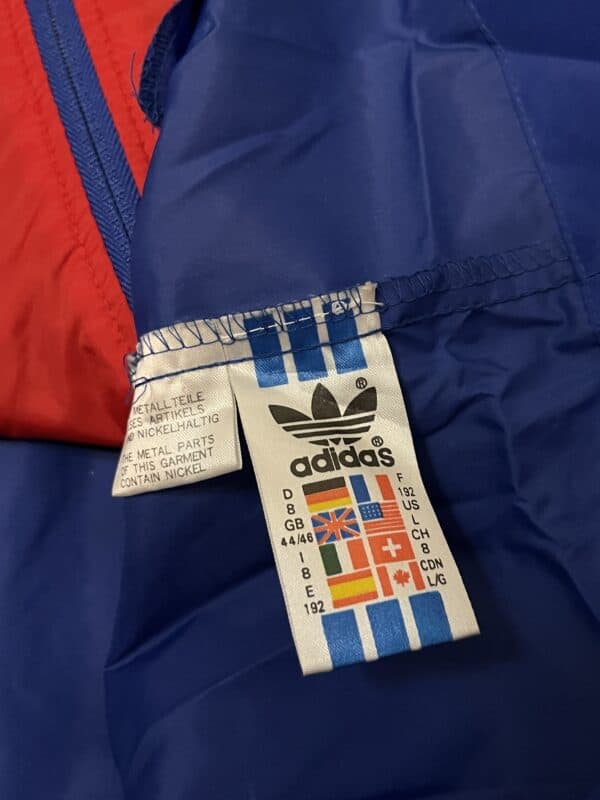 METALLTEILE
SES ARTIKELS
ND NICKELHALTIG
THE METAL PARTS
OF THIS GARMENT
CONTAIN NICKEL.
®
adidas®
D
8
GB
44/46
I
8
E
192
F
192
US
L
CH
8
CDN
L/G